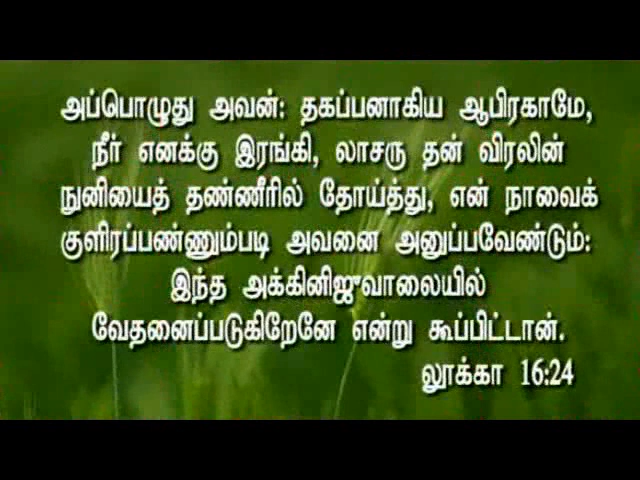 அப்பொழுது அவன்: தகப்பனாகிய ஆபிரகாமே,
நீர் எனக்கு இரங்கி, லாசரு தன் விரலின்
நுனியைத் தண்ணீரில் தோய்த்து, என் நாவைக்
குளிரப்பண்ணும்படி அவனை அனுப்பவேண்டும்:
இந்த அக்கினிஜுவாலையில்
வேதனைப்படுகிறேனே என்று கூப்பிட்டான்.
லூக்கா 16:24